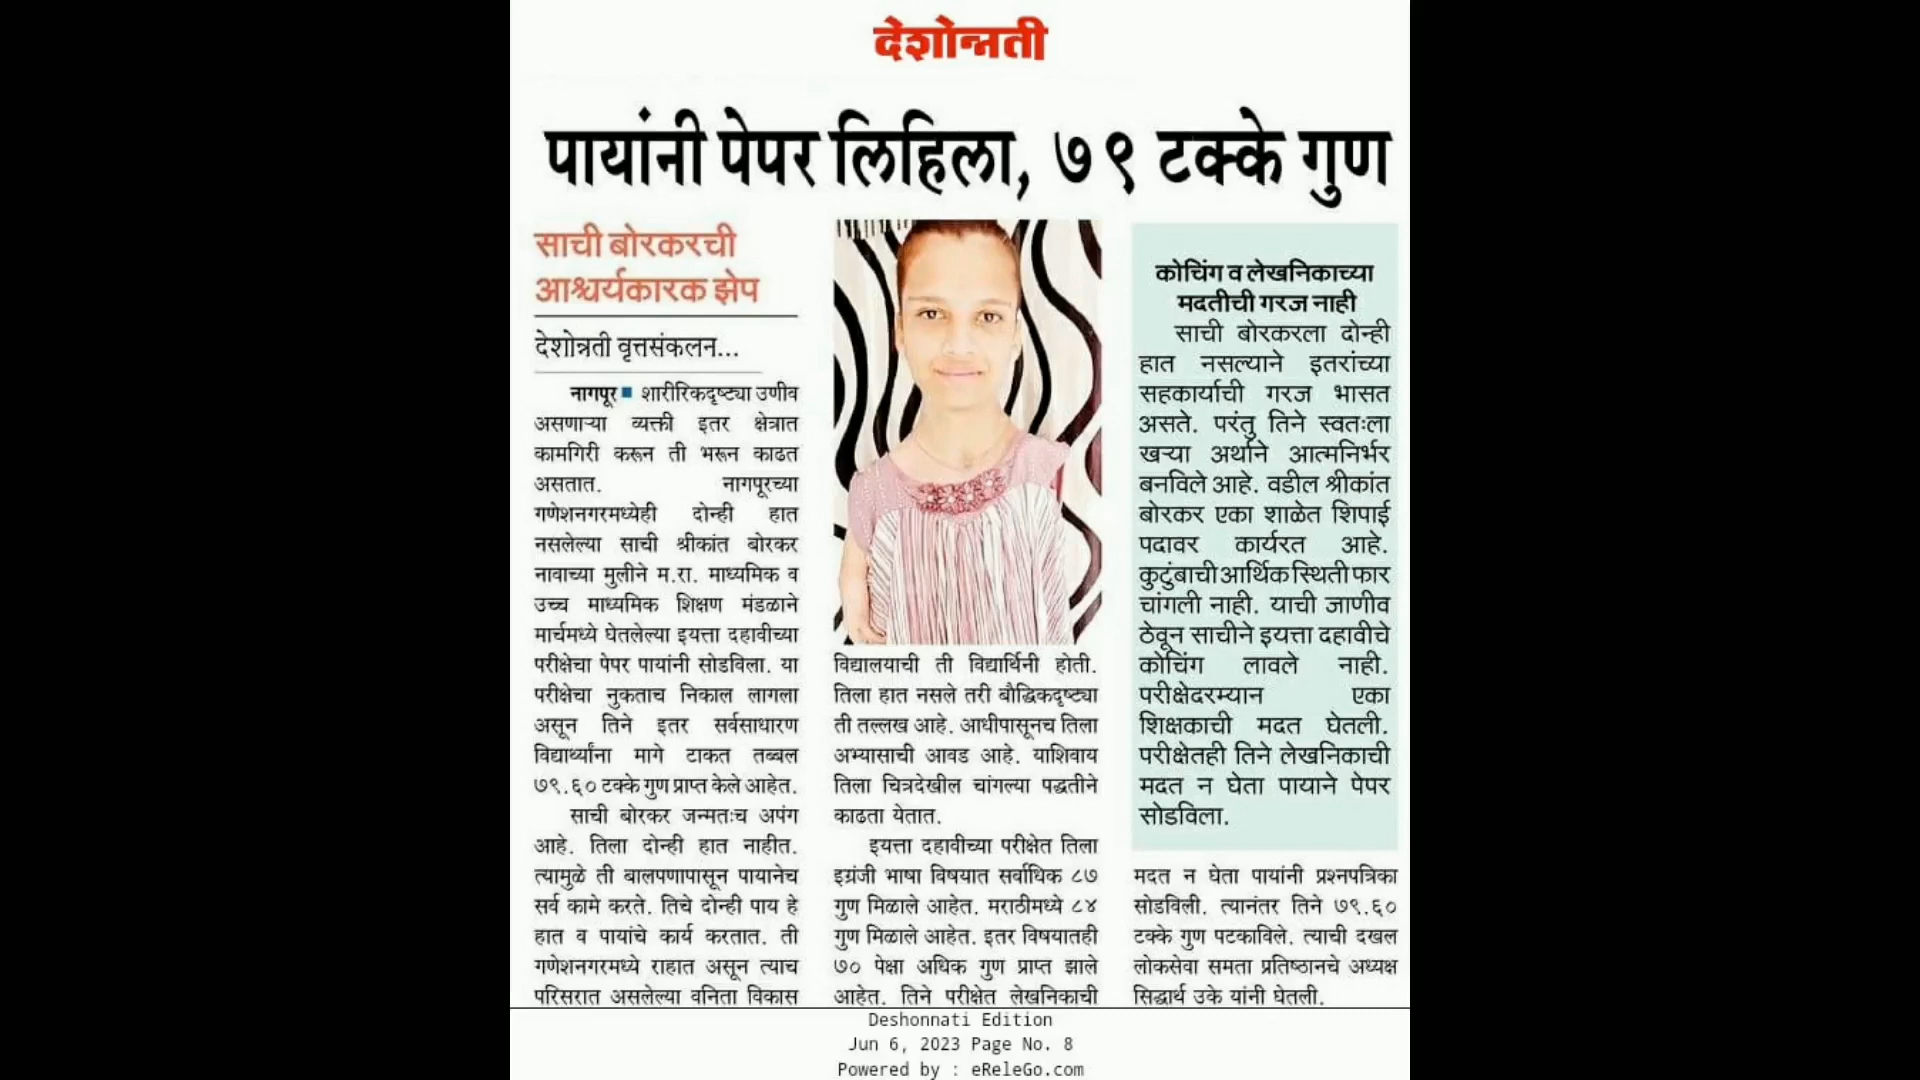 देशोन्नती
पायांनी पेपर लिहिला, ७९ टक्के गुण
साची बोरकरची
आश्चर्यकारक झेप
देशोन्नती वृत्तसंकलन...
नागपूर ■ शारीरिकदृष्ट्या उणीव
असणाऱ्या व्यक्ती इतर क्षेत्रात
कामगिरी करून ती भरून काढत
असतात. नागपूरच्या
गणेशनगरमध्येही दोन्ही हात
नसलेल्या साची श्रीकांत बोरकर
नावाच्या मुलीने म.रा. माध्यमिक व
उच्च माध्यमिक शिक्षण मंडळाने
मार्चमध्ये घेतलेल्या इयत्ता दहावीच्या
परीक्षेचा पेपर पायांनी सोडविला. या
परीक्षेचा नुकताच निकाल लागला
असून तिने इतर सर्वसाधारण
विद्यार्थ्यांना मागे टाकत तब्बल
७९.६० टक्के गुण प्राप्त केले आहेत.
साची बोरकर जन्मतःच अपंग
आहे. तिला दोन्ही हात नाहीत.
त्यामुळे ती बालपणापासून पायानेच
सर्व कामे करते. तिचे दोन्ही पाय हे
हात व पायांचे कार्य करतात. ती
गणेशनगरमध्ये राहात असून त्याच
परिसरात असलेल्या वनिता विकास
विद्यालयाची ती विद्यार्थिनी होती.
तिला हात नसले तरी बौद्धिकदृष्ट्या
ती तल्लख आहे. आधीपासूनच तिला
अभ्यासाची आवड आहे. याशिवाय
तिला चित्रदेखील चांगल्या पद्धतीने
काढता येतात.
इयत्ता दहावीच्या परीक्षेत तिला
इग्रंजी भाषा विषयात सर्वाधिक ८७
गुण मिळाले आहेत. मराठीमध्ये ८४
गुण मिळाले आहेत. इतर विषयातही
७० पेक्षा अधिक गुण प्राप्त झाले
आहेत. तिने परीक्षेत लेखनिकाची
कोचिंग व लेखनिकाच्या
मदतीची गरज नाही
साची बोरकरला दोन्ही
हात नसल्याने इतरांच्या
सहकार्याची गरज भासत
असते. परंतु तिने स्वतःला
खऱ्या अर्थाने आत्मनिर्भर
बनविले आहे. वडील श्रीकांत
बोरकर एका शाळेत शिपाई
पदावर कार्यरत आहे.
कुटुंबाची आर्थिक स्थिती फार
चांगली नाही. याची जाणीव
ठेवून साचीने इयत्ता दहावीचे
कोचिंग लावले नाही.
परीक्षेदरम्यान एका
शिक्षकाची मदत घेतली.
परीक्षेतही तिने लेखनिकाची
मदत न घेता पायाने पेपर
सोडविला.
मदत न घेता पायांनी प्रश्नपत्रिका
सोडविली. त्यानंतर तिने ७९.६०
टक्के गुण पटकाविले. त्याची दखल
लोकसेवा समता प्रतिष्ठानचे अध्यक्ष
सिद्धार्थ उके यांनी घेतली.
Deshonnati Edition
Jun 6, 2023 Page No. 8
Powered by : eReleGo.com